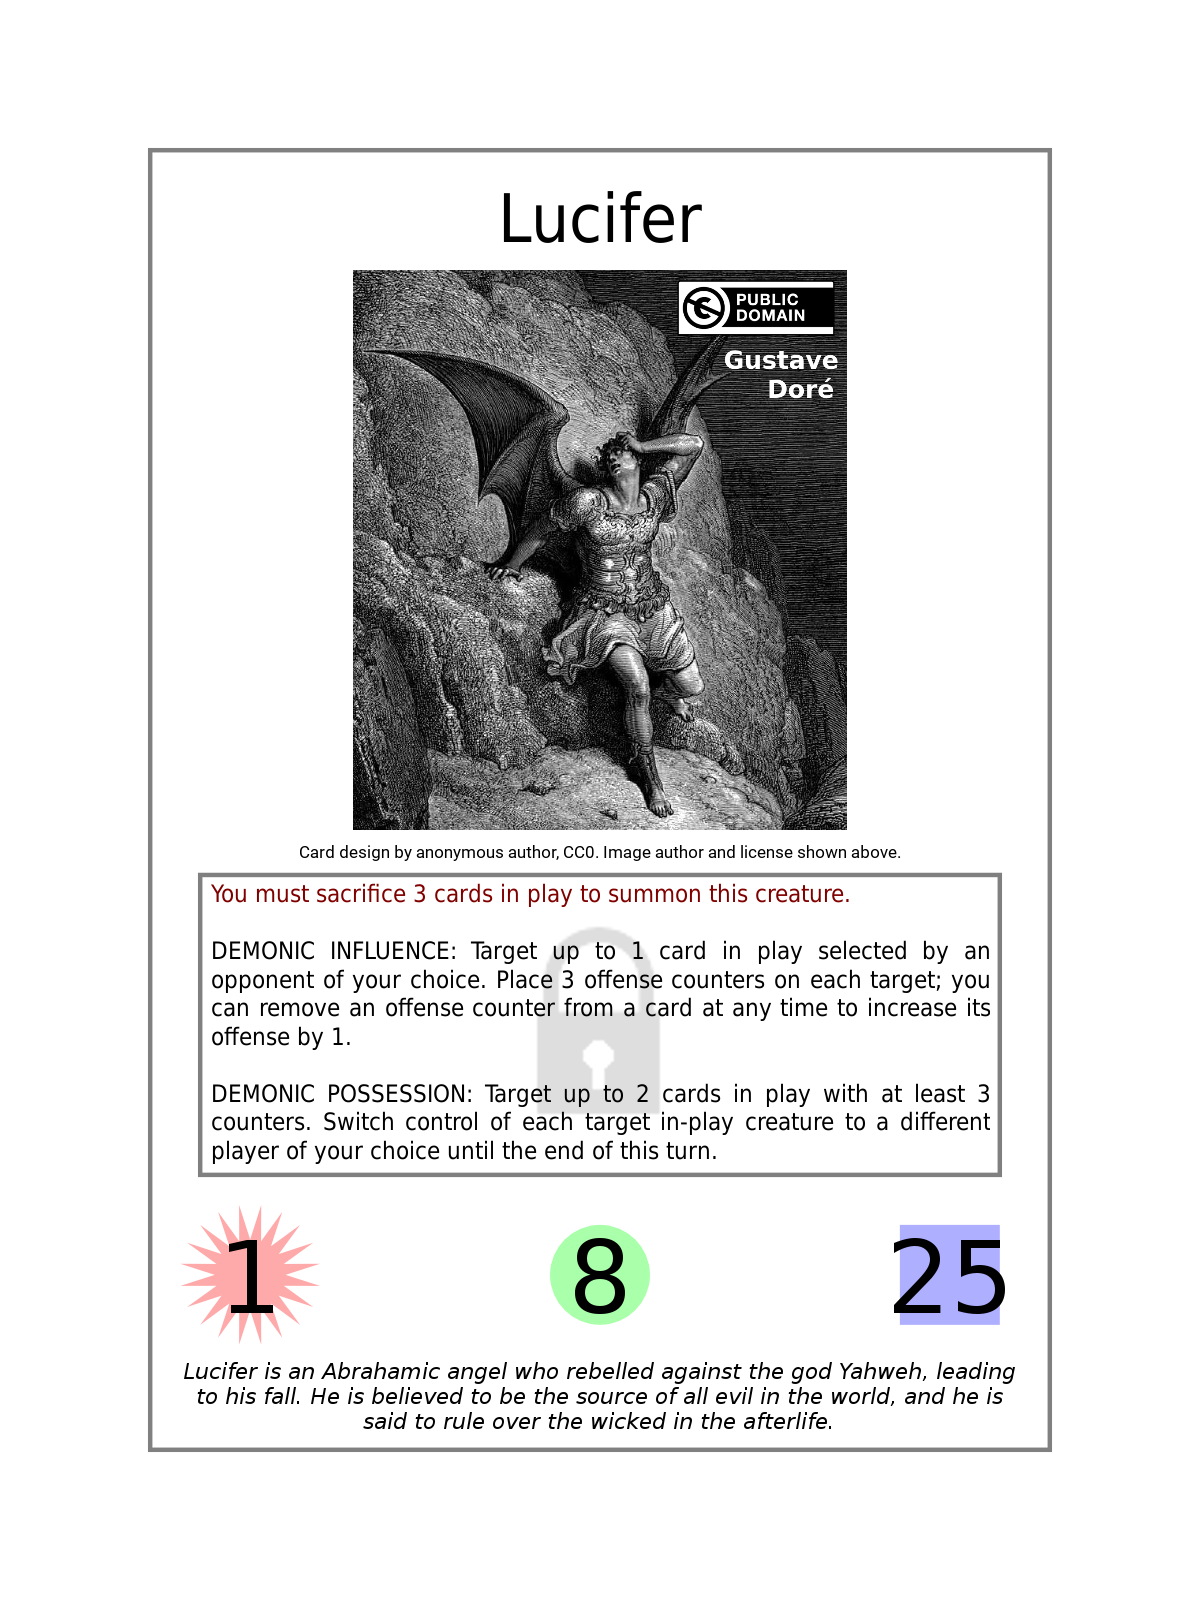 Lucifer
PUBLIC
DOMAIN
Gustave
Doré
Card design by anonymous author, CC0. Image author and license shown above.
You must sacrifice 3 cards in play to summon this creature.
DEMONIC INFLUENCE: Target up to 1 card in play selected by an
opponent of your choice. Place 3 offense counters on each target; you
can remove an offense counter from a card at any time to increase its
offense by 1.
DEMONIC POSSESSION: Target up to 2 cards in play with at least 3
counters. Switch control of each target in-play creature to a different
player of your choice until the end of this turn.
1 8 25
Lucifer is an Abrahamic angel who rebelled against the god Yahweh, leading
to his fall. He is believed to be the source of all evil in the world, and he is
said to rule over the wicked in the afterlife.